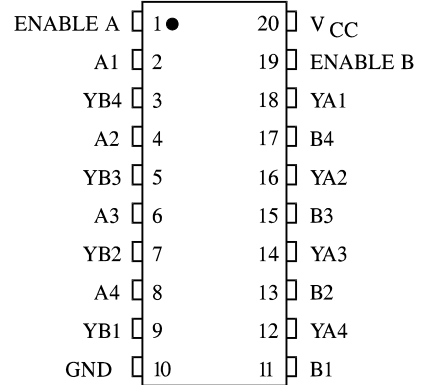 ENABLE A 1 20 V CC
A1 2 19 ENABLE B
YB4 3 18 YA1
A2 4 17 B4
YB3 5 16 YA2
A3 6 15 B3
YB2 7 14 YA3
A4 8 13 B2
YB1 9 12 YA4
GND 10 11 B1